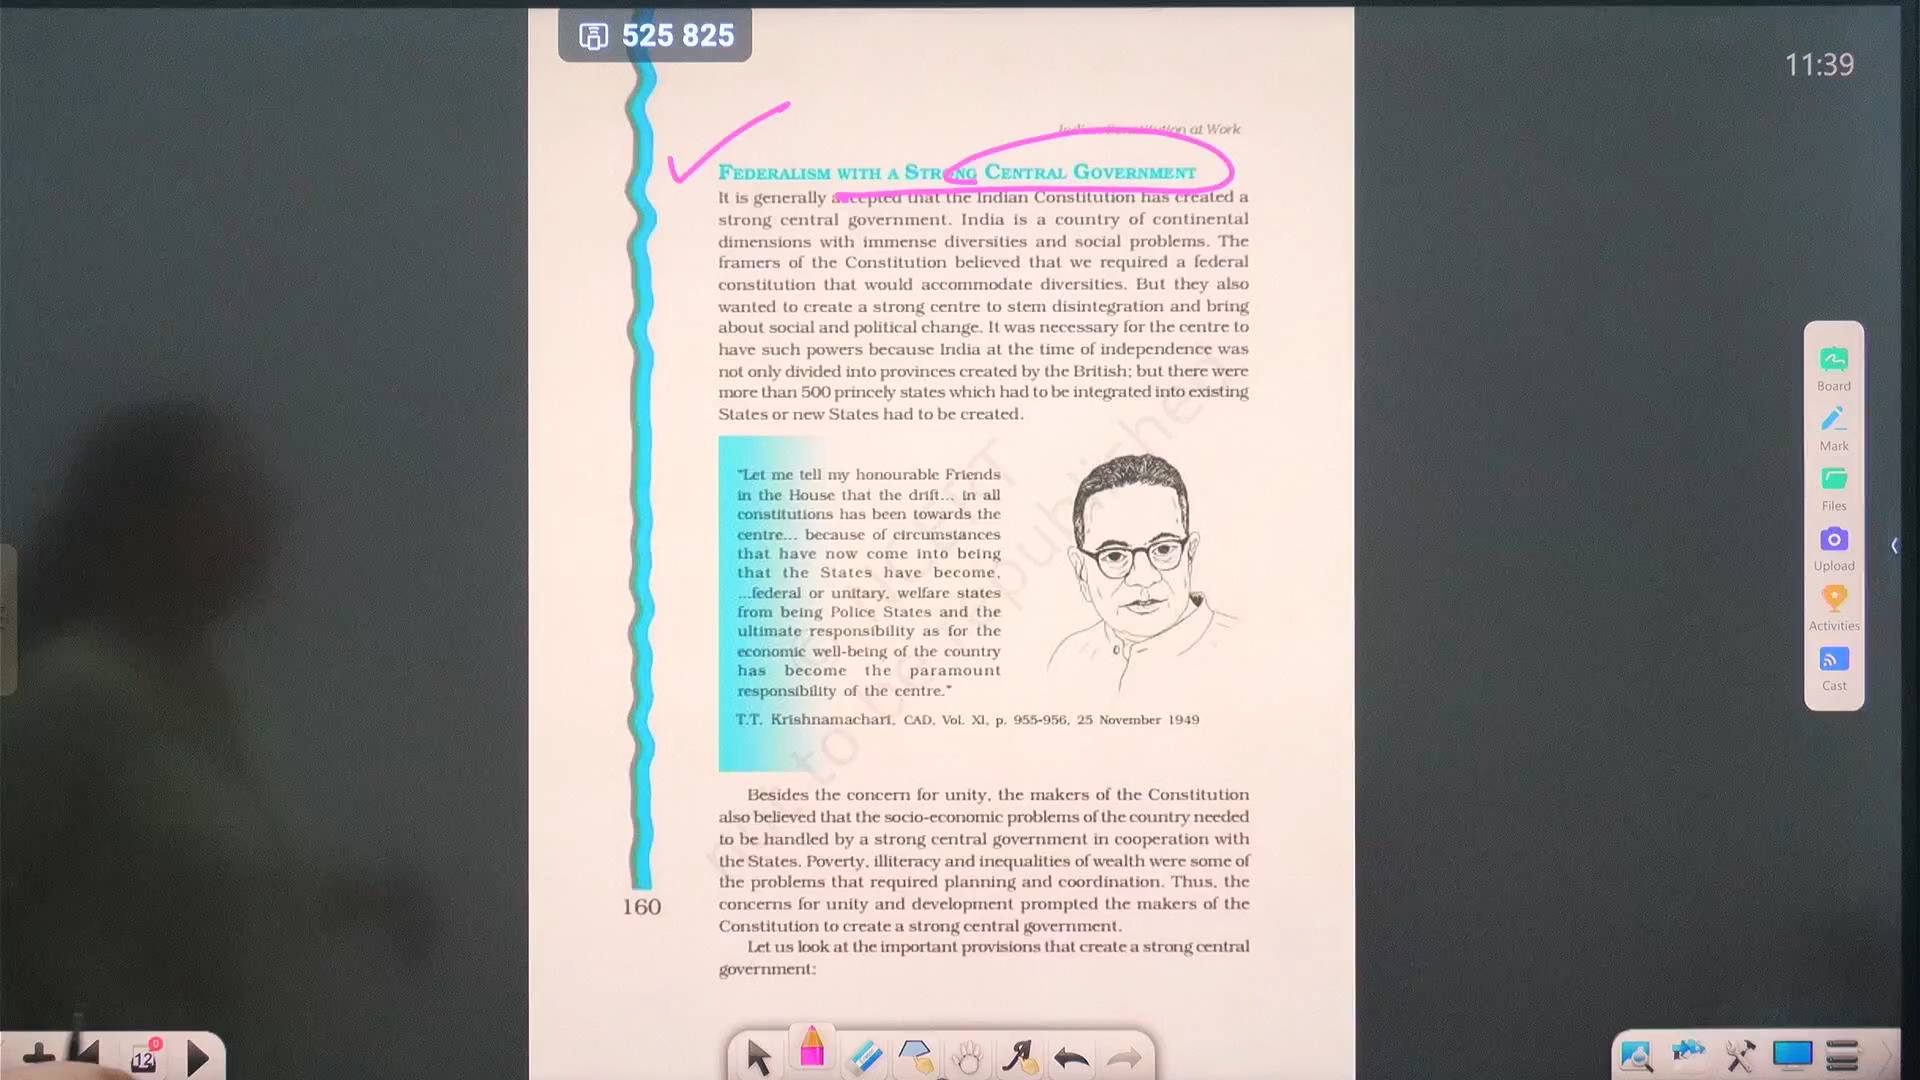 525 825
11:39
Indian Constitution at Work
FEDERALISM WITH A STRONG CENTRAL GOVERNMENT
It is generally accepted that the Indian Constitution has created a
strong central government. India is a country of continental
dimensions with immense diversities and social problems. The
framers of the Constitution believed that we required a federal
constitution that would accommodate diversities. But they also
wanted to create a strong centre to stem disintegration and bring
about social and political change. It was necessary for the centre to
have such powers because India at the time of independence was
not only divided into provinces created by the British; but there were
more than 500 princely states which had to be integrated into existing
States or new States had to be created.
"Let me tell my honourable Friends
in the House that the drift... in all
constitutions has been towards the
centre... because of circumstances
that have now come into being
that the States have become,
...federal or unitary, welfare states
from being Police States and the
ultimate responsibility as for the
economic well-being of the country
has become the paramount
responsibility of the centre."
T.T. Krishnamachari, CAD, Vol. XI, p. 955-956, 25 November 1949
Besides the concern for unity, the makers of the Constitution
also believed that the socio-economic problems of the country needed
to be handled by a strong central government in cooperation with
the States. Poverty, illiteracy and inequalities of wealth were some of
the problems that required planning and coordination. Thus, the
concerns for unity and development prompted the makers of the
Constitution to create a strong central government.
Let us look at the important provisions that create a strong central
government:
160
Board
Mark
Files
Upload
Activities
Cast
12
0